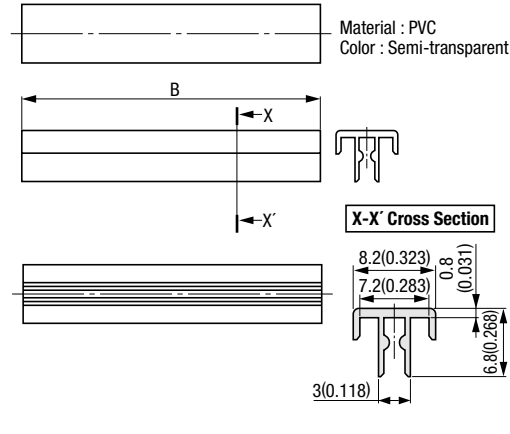 Material : PVC
Color : Semi-transparent
B
X
X´
X-X´ Cross Section
8.2(0.323)
7.2(0.283)
0.8
(0.031)
6.8(0.268)
3(0.118)